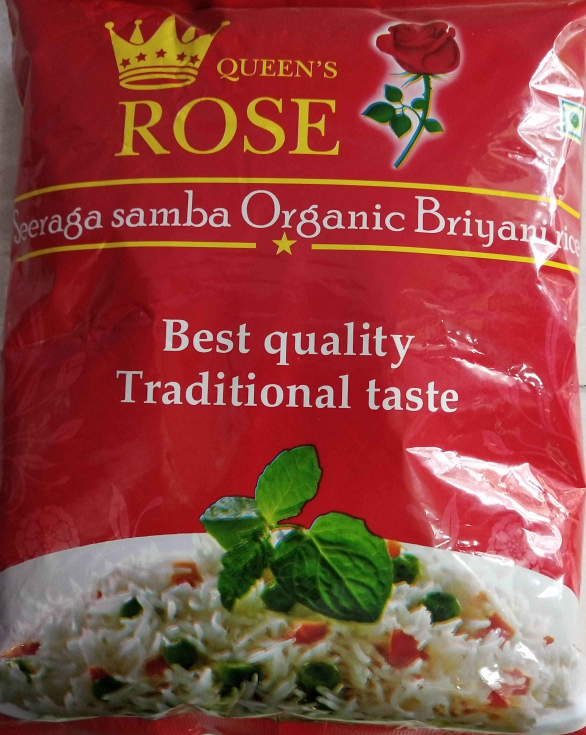 QUEEN'S
ROSE
Seeraga samba Organic Briyani rice
Best quality
Traditional taste